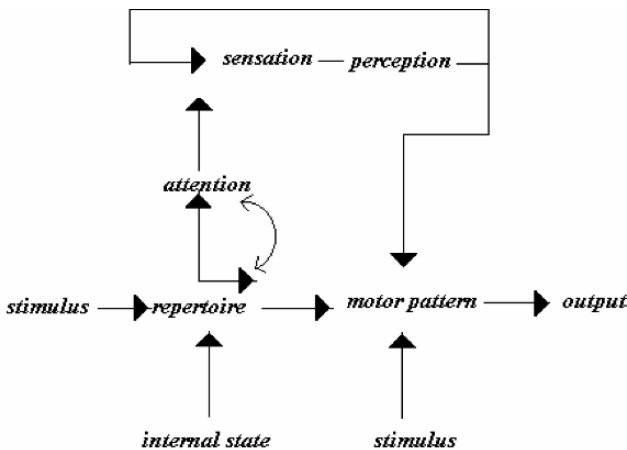 sensation
perception
attention
stimulus
repertoire
motor pattern
output
internal state
stimulus